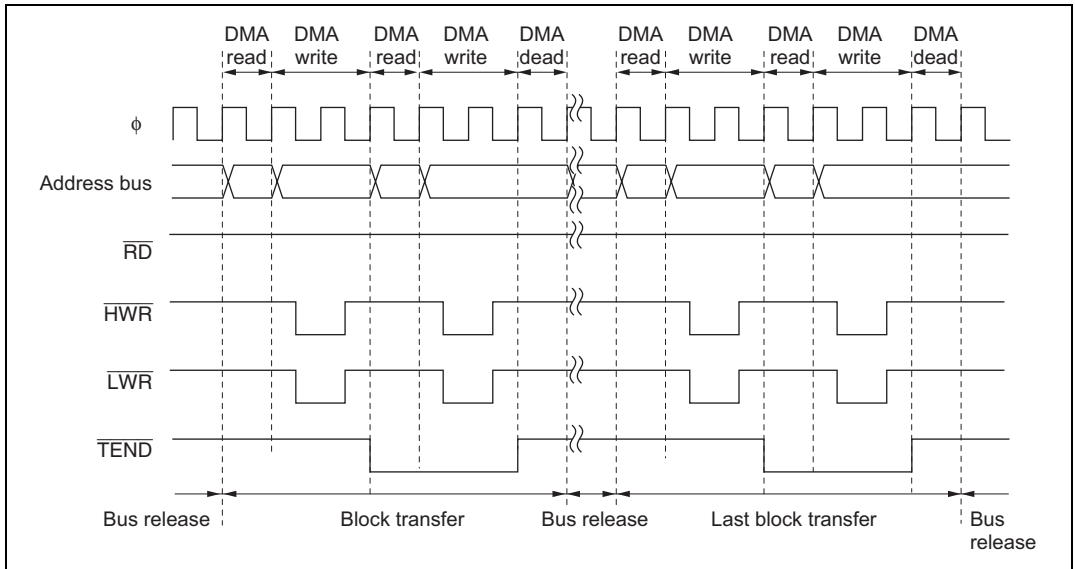 DMA DMA DMA DMA DMA DMA DMA DMA DMA DMA
read write read write dead read write read write dead
ϕ
Address bus
RD
HWR
LWR
TEND
Bus release Block transfer Bus release Last block transfer Bus
release